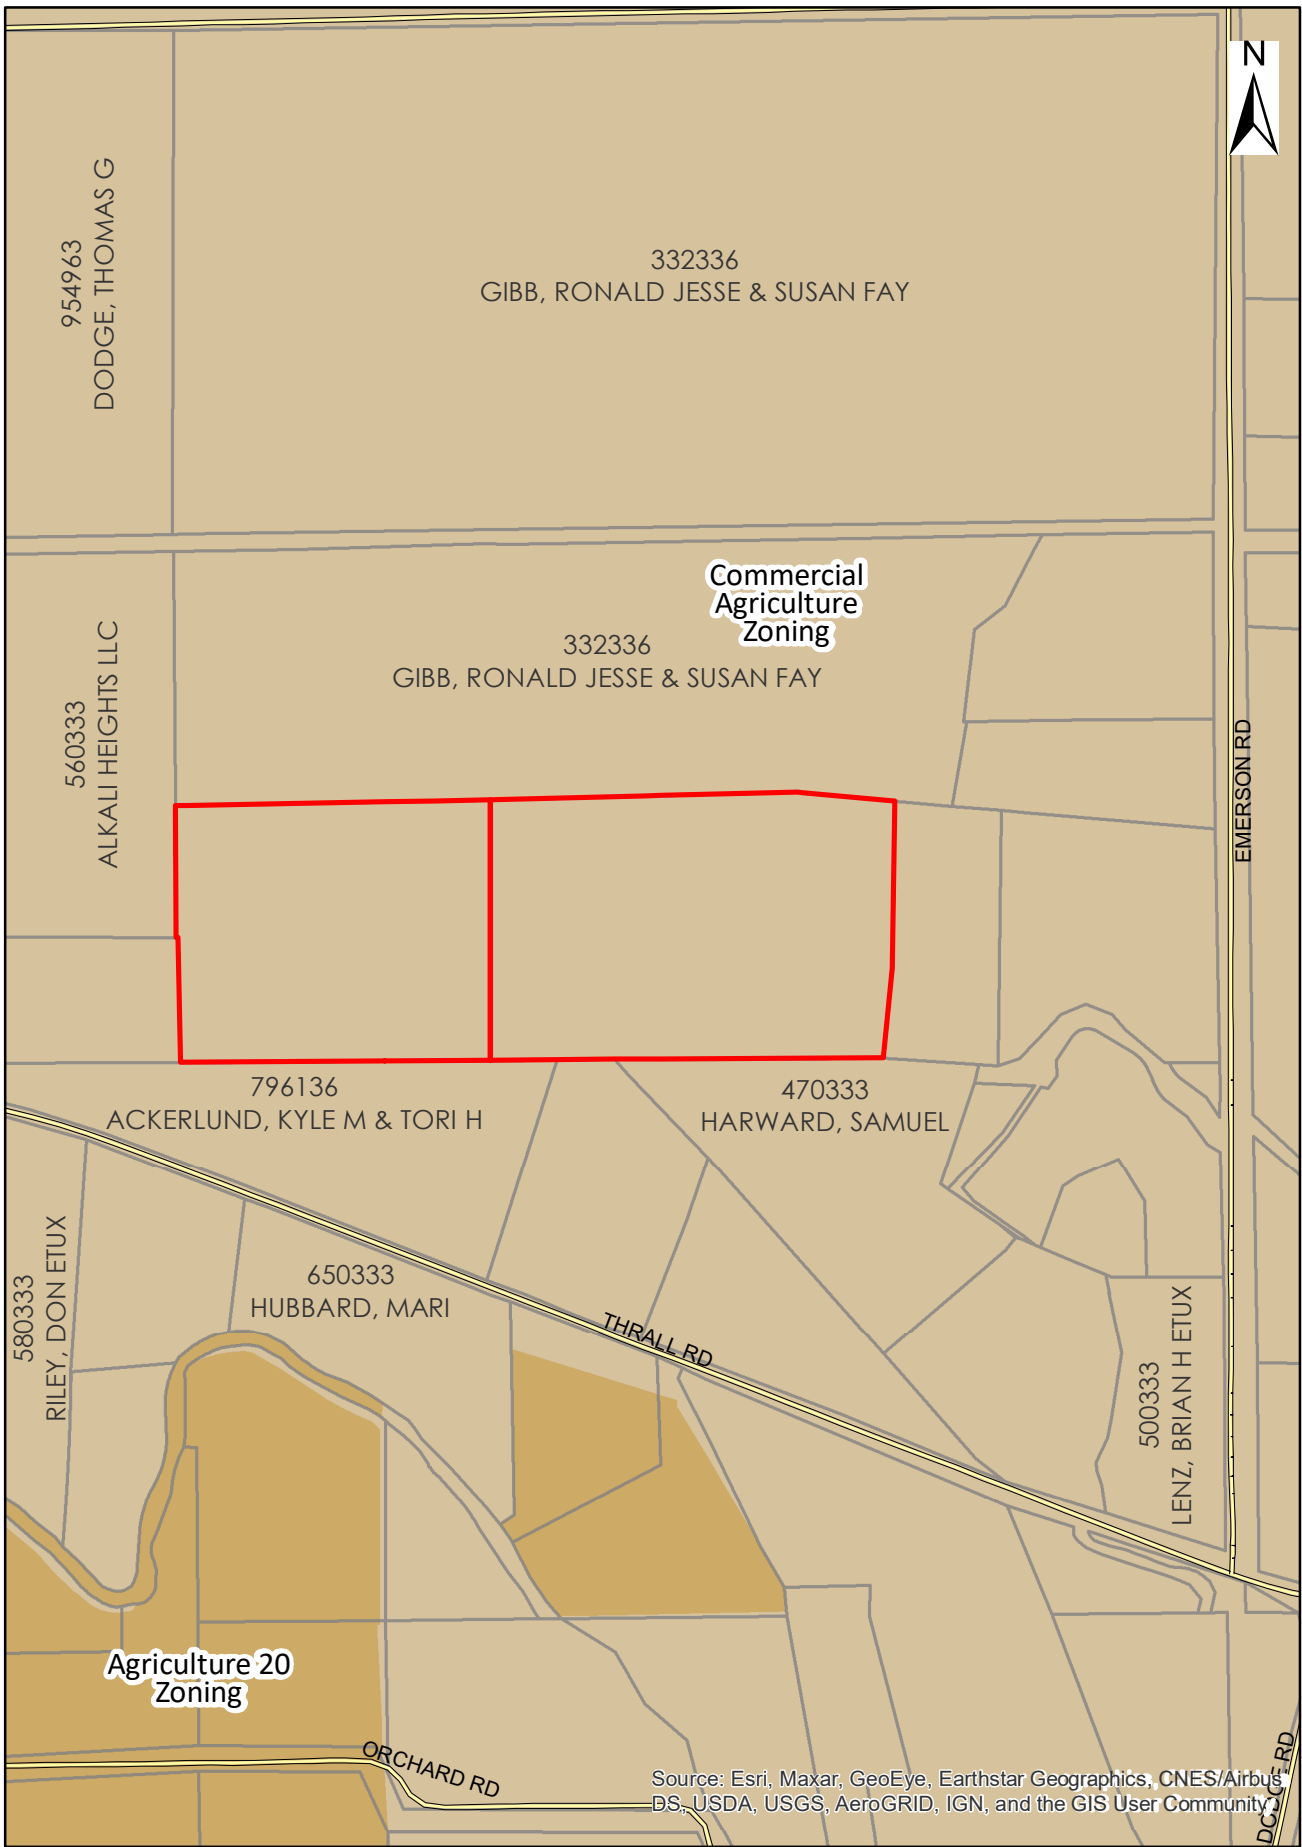 N
954963
DODGE, THOMAS G
332336
GIBB, RONALD JESSE & SUSAN FAY
Commercial
Agriculture
Zoning
332336
GIBB, RONALD JESSE & SUSAN FAY
560333
ALKALI HEIGHTS LLC
EMERSON RD
796136
ACKERLUND, KYLE M & TORI H
470333
HARWARD, SAMUEL
580333
RILEY, DON ETUX
650333
HUBBARD, MARI
THRALL RD
500333
LENZ, BRIAN H ETUX
Agriculture 20
Zoning
ORCHARD RD
DODGE RD
Source: Esri, Maxar, GeoEye, Earthstar Geographics, CNES/Airbus
DS, USDA, USGS, AeroGRID, IGN, and the GIS User Community